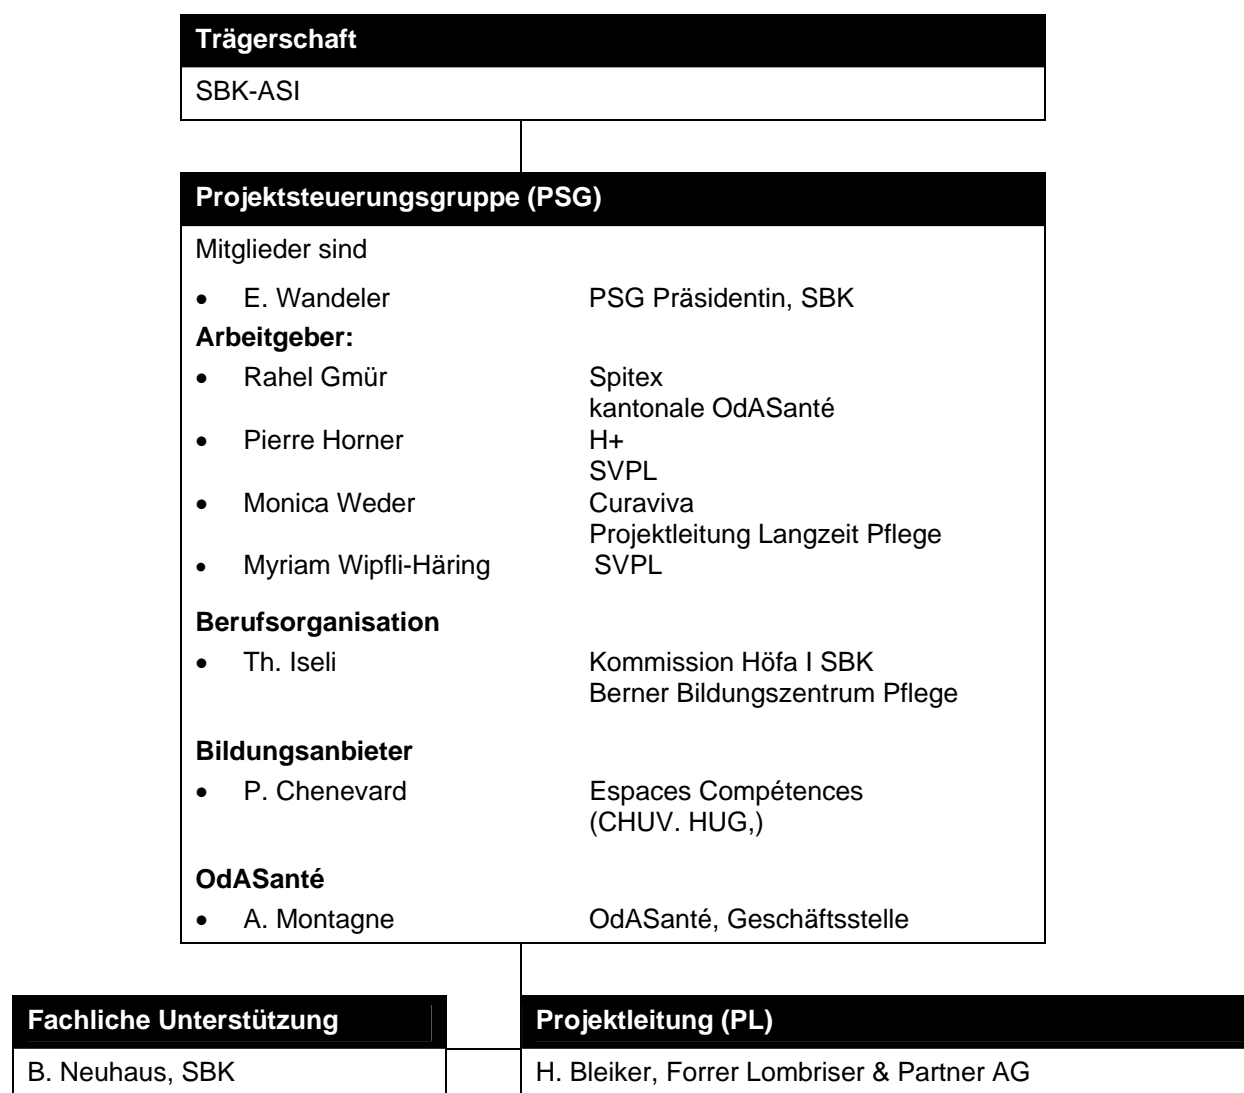 Trägerschaft
SBK-ASI
Projektsteuerungsgruppe (PSG)
Mitglieder sind
• E. Wandeler PSG Präsidentin, SBK
Arbeitgeber:
• Rahel Gmür Spitex
kantonale OdASanté
• Pierre Horner H+
SVPL
• Monica Weder Curaviva
Projektleitung Langzeit Pflege
• Myriam Wipfli-Häring SVPL
Berufsorganisation
• Th. Iseli Kommission Höfa I SBK
Berner Bildungszentrum Pflege
Bildungsanbieter
• P. Chenevard Espaces Compétences
(CHUV. HUG,)
OdASanté
• A. Montagne OdASanté, Geschäftsstelle
Fachliche Unterstützung
B. Neuhaus, SBK
Projektleitung (PL)
H. Bleiker, Forrer Lombriser & Partner AG